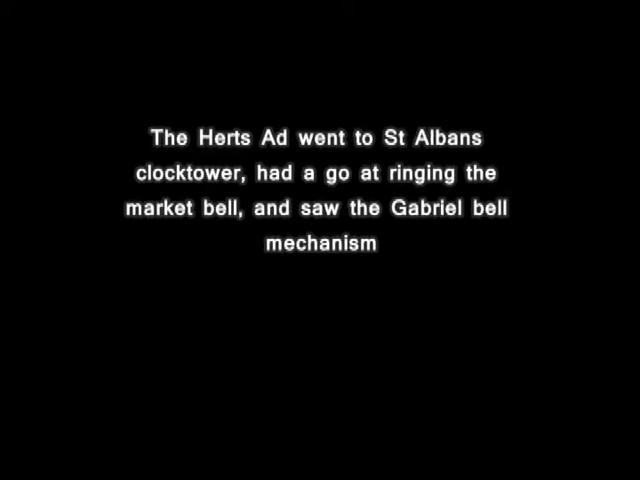 The Herts Ad went to St Albans
clocktower, had a go at ringing the
market bell, and saw the Gabriel bell
mechanism